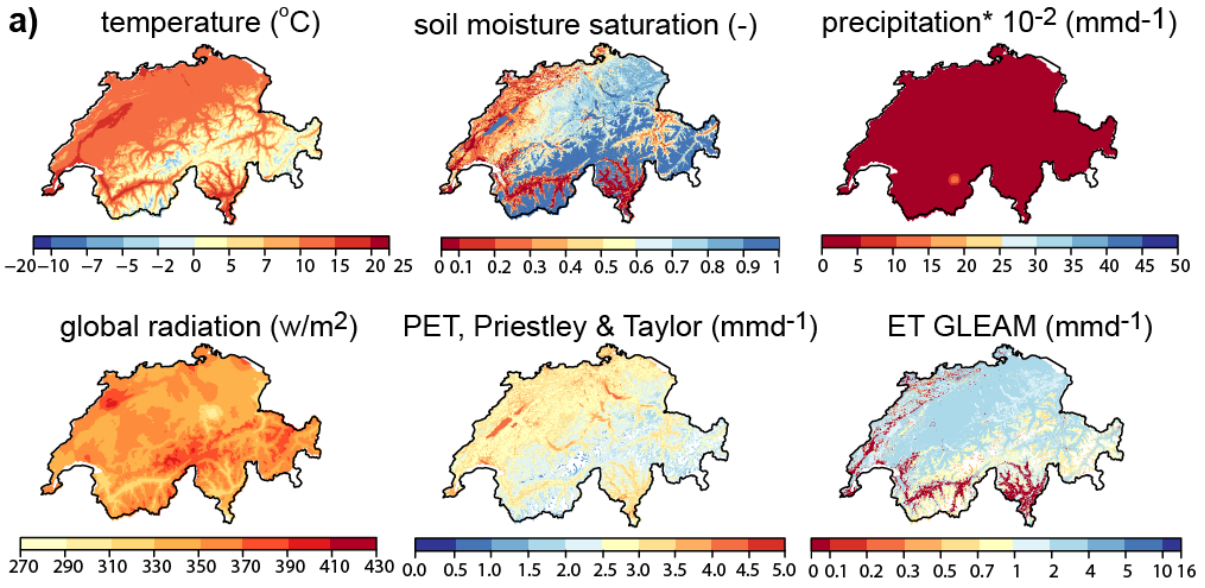 a) temperature (°C) soil moisture saturation (-) precipitation* 10-2 (mmd-1)
−20 −10 −7 −5 −2 0 5 7 10 15 20 25
0 0.1 0.2 0.3 0.4 0.5 0.6 0.7 0.8 0.9 1
0 5 10 15 20 25 30 35 40 45 50
global radiation (w/m2) PET, Priestley & Taylor (mmd-1) ET GLEAM (mmd-1)
270 290 310 330 350 370 390 410 430
0.0 0.5 1.0 1.5 2.0 2.5 3.0 3.5 4.0 4.5 5.0
0 0.1 0.2 0.3 0.4 0.7 1 2 3 4 5 10 16